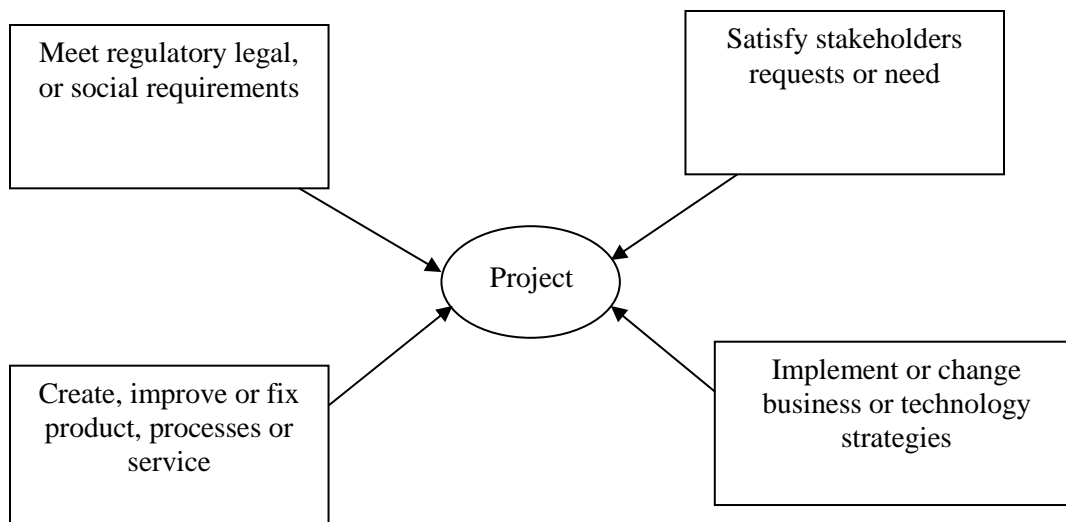 Meet regulatory legal,
or social requirements
Satisfy stakeholders
requests or need
Project
Create, improve or fix
product, processes or
service
Implement or change
business or technology
strategies